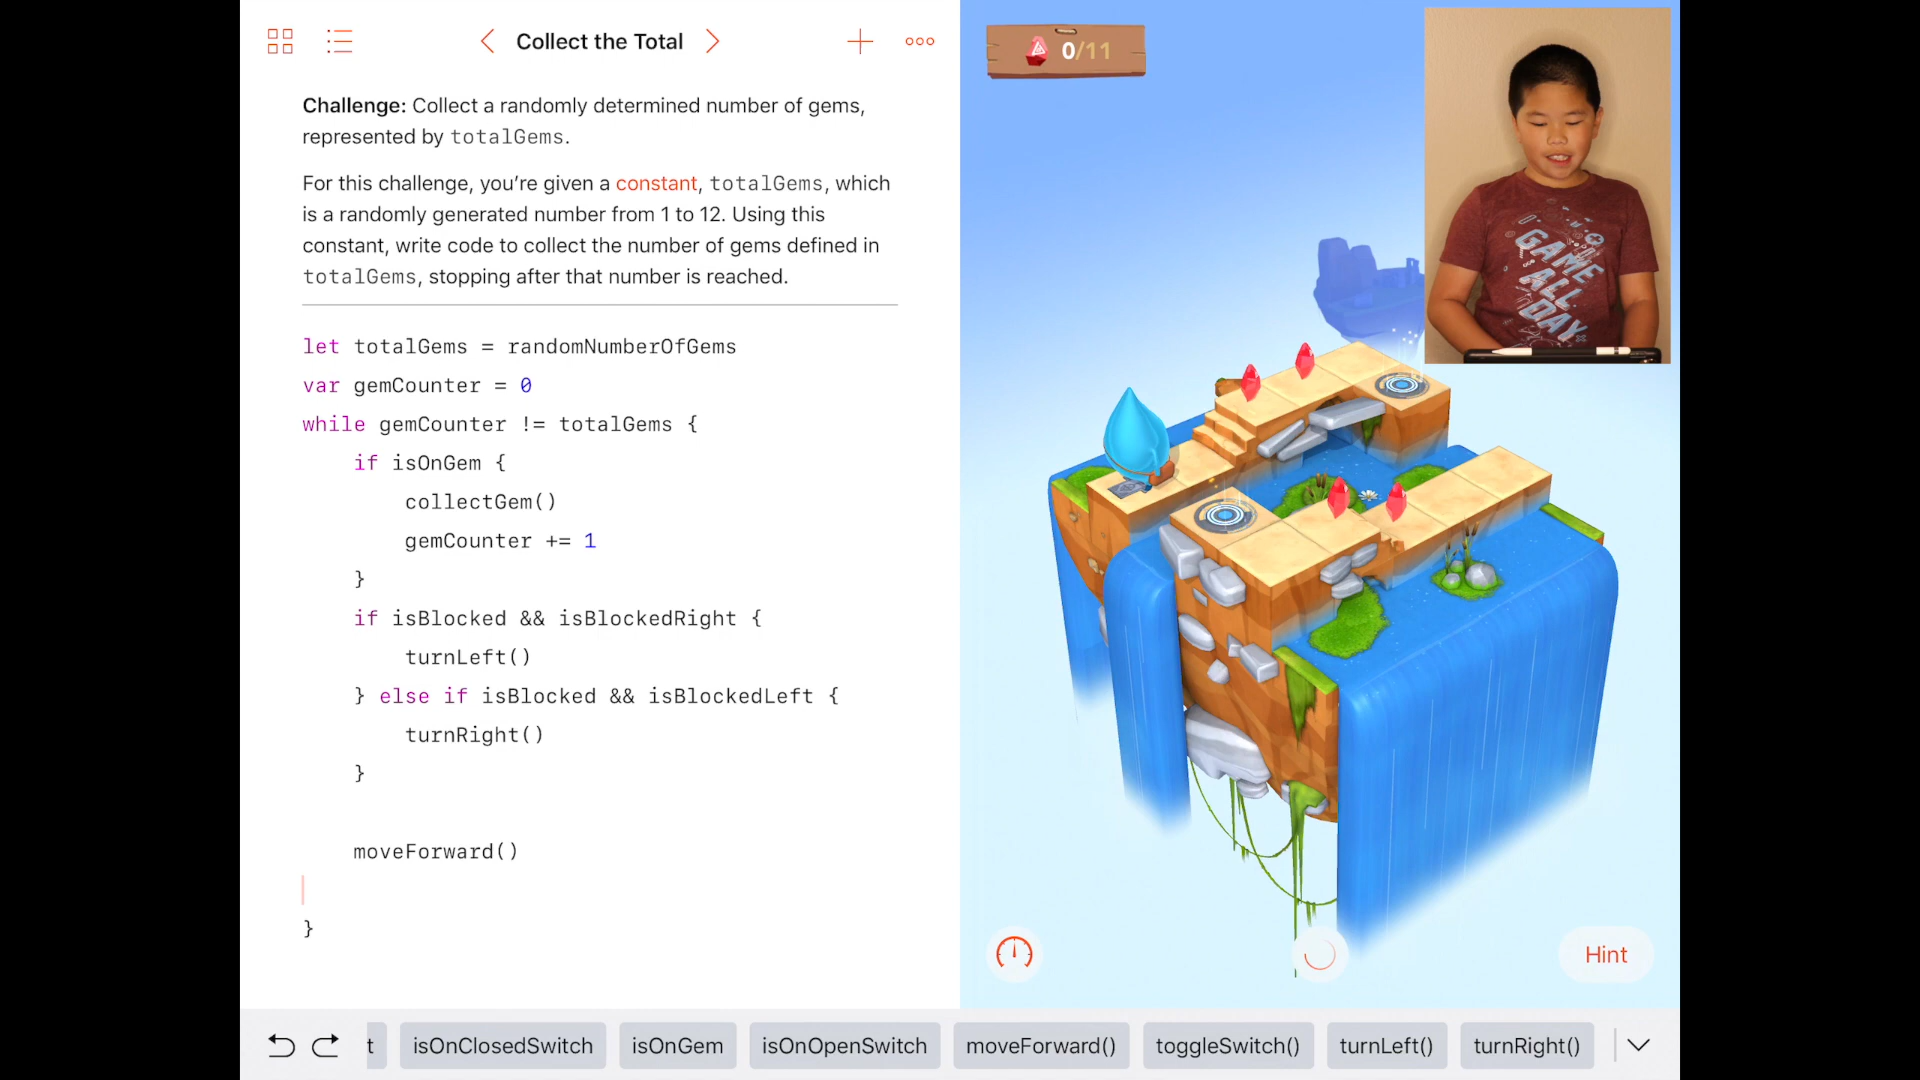 Collect the Total
Challenge: Collect a randomly determined number of gems,
represented by totalGems.
For this challenge, you’re given a constant, totalGems, which
is a randomly generated number from 1 to 12. Using this
constant, write code to collect the number of gems defined in
totalGems, stopping after that number is reached.
let totalGems = randomNumberOfGems
var gemCounter = 0
while gemCounter != totalGems {
if isOnGem {
collectGem()
gemCounter += 1
}
if isBlocked && isBlockedRight {
turnLeft()
} else if isBlocked && isBlockedLeft {
turnRight()
}
moveForward()
}
0/11
GAME
ALL
DAY
Hint
t
isOnClosedSwitch
isOnGem
isOnOpenSwitch
moveForward()
toggleSwitch()
turnLeft()
turnRight()